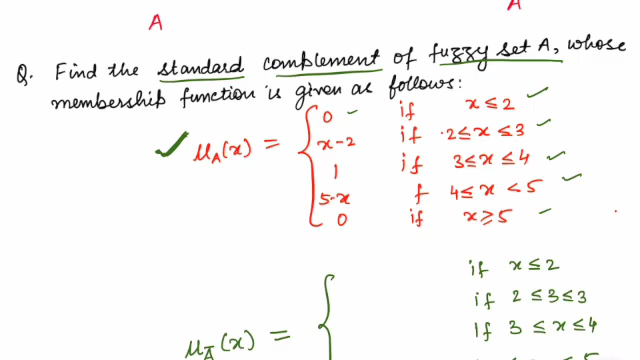 A
A
Q. Find the standard complement of fuzzy set A, whose
membership function is given as follows:
μA(x) =
0 if x ≤ 2
x-2 if 2 ≤ x ≤ 3
1 if 3 ≤ x ≤ 4
5-x f 4 ≤ x < 5
0 if x ≥ 5
if x ≤ 2
if 2 ≤ 3 ≤ 3
μĀ(x) =
If 3 ≤ x ≤ 4